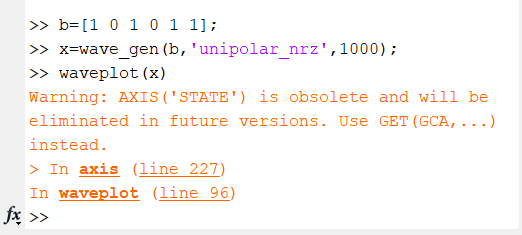 >> b=[1 0 1 0 1 1];
>> x=wave_gen(b,'unipolar_nrz',1000);
>> waveplot(x)
Warning: AXIS('STATE') is obsolete and will be
eliminated in future versions. Use GET(GCA,...)
instead.
> In axis (line 227)
In waveplot (line 96)
fx >>